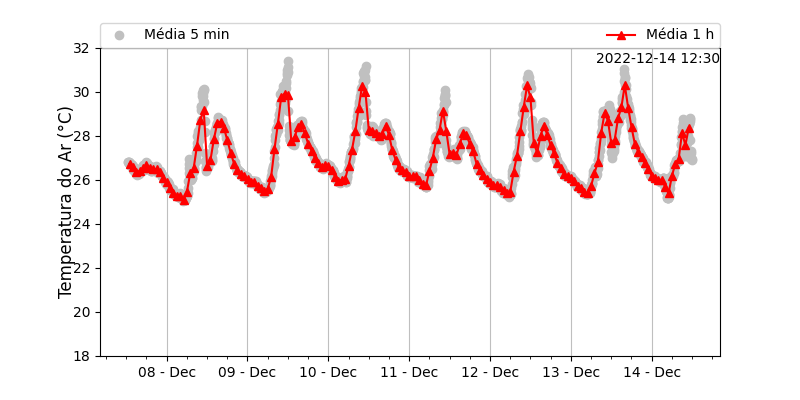 Média 5 min
Média 1 h
2022-12-14 12:30
Temperatura do Ar (°C)
32
30
28
26
24
22
20
18
08 - Dec
09 - Dec
10 - Dec
11 - Dec
12 - Dec
13 - Dec
14 - Dec